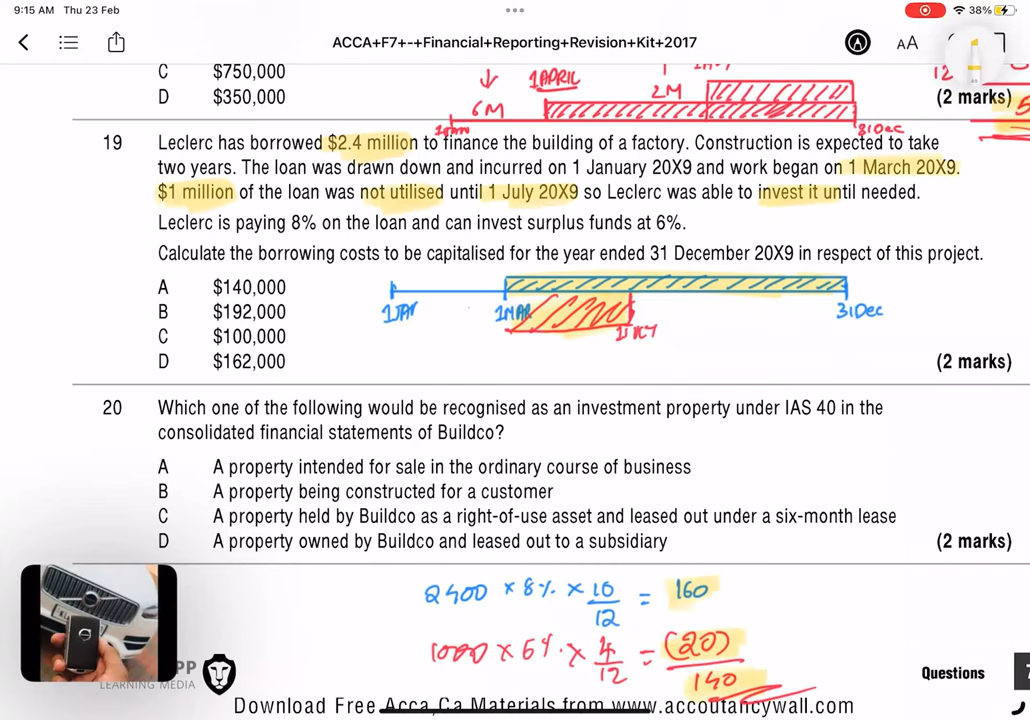 9:15 AM Thu 23 Feb
38%
ACCA+F7+-+Financial+Reporting+Revision+Kit+2017
AA
C $750,000
D $350,000
(2 marks)
1 APRIL
6M
2M
12
1 JAN
31 Dec
19 Leclerc has borrowed $2.4 million to finance the building of a factory. Construction is expected to take
two years. The loan was drawn down and incurred on 1 January 20X9 and work began on 1 March 20X9.
$1 million of the loan was not utilised until 1 July 20X9 so Leclerc was able to invest it until needed.
Leclerc is paying 8% on the loan and can invest surplus funds at 6%.
Calculate the borrowing costs to be capitalised for the year ended 31 December 20X9 in respect of this project.
A $140,000
B $192,000
C $100,000
D $162,000
(2 marks)
1 JAN
1 MAR
31 Dec
20 Which one of the following would be recognised as an investment property under IAS 40 in the
consolidated financial statements of Buildco?
A A property intended for sale in the ordinary course of business
B A property being constructed for a customer
C A property held by Buildco as a right-of-use asset and leased out under a six-month lease
D A property owned by Buildco and leased out to a subsidiary
(2 marks)
2400 × 8% × 10/12 = 160
1000 × 6% × 4/12 = (20)
140
PP
LEARNING MEDIA
Questions
Download Free Acca,Ca Materials from www.accoutancywall.com